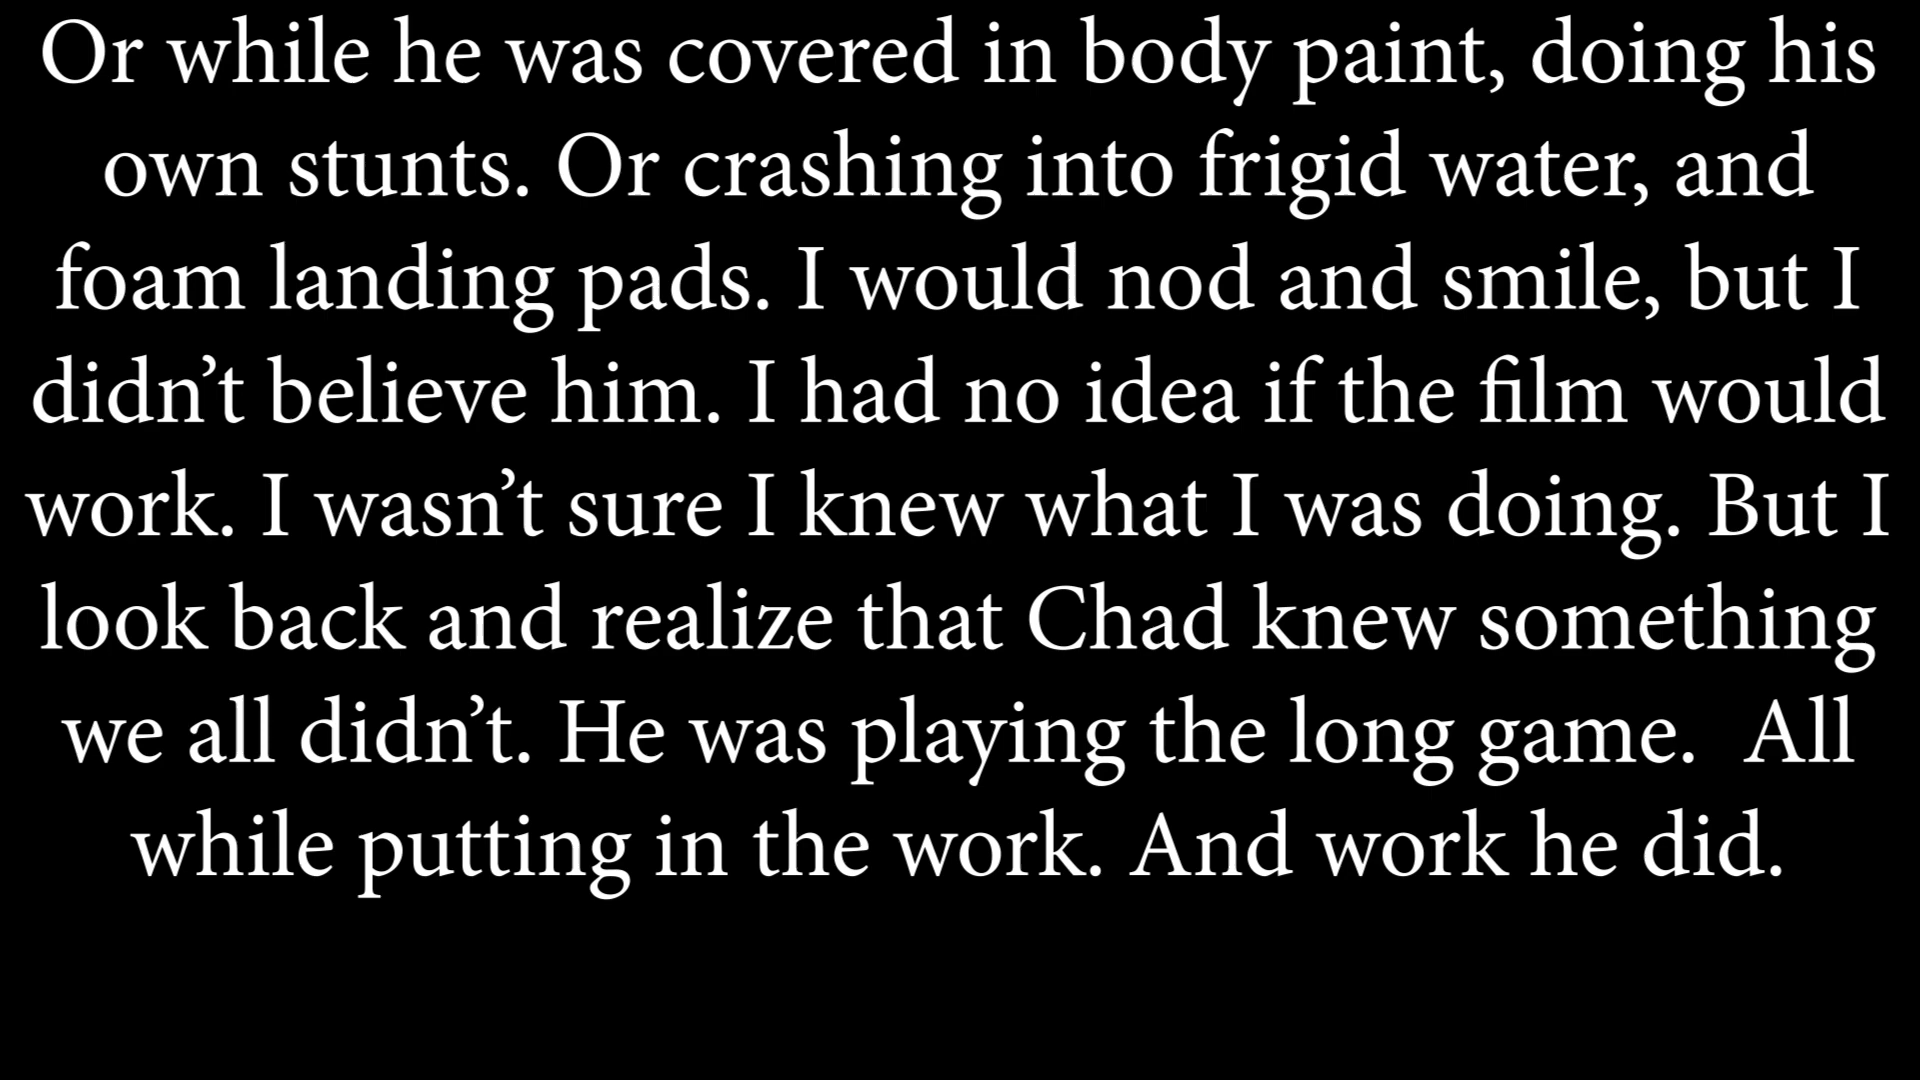 Or while he was covered in body paint, doing his
own stunts. Or crashing into frigid water, and
foam landing pads. I would nod and smile, but I
didn’t believe him. I had no idea if the film would
work. I wasn’t sure I knew what I was doing. But I
look back and realize that Chad knew something
we all didn’t. He was playing the long game.  All
while putting in the work. And work he did.